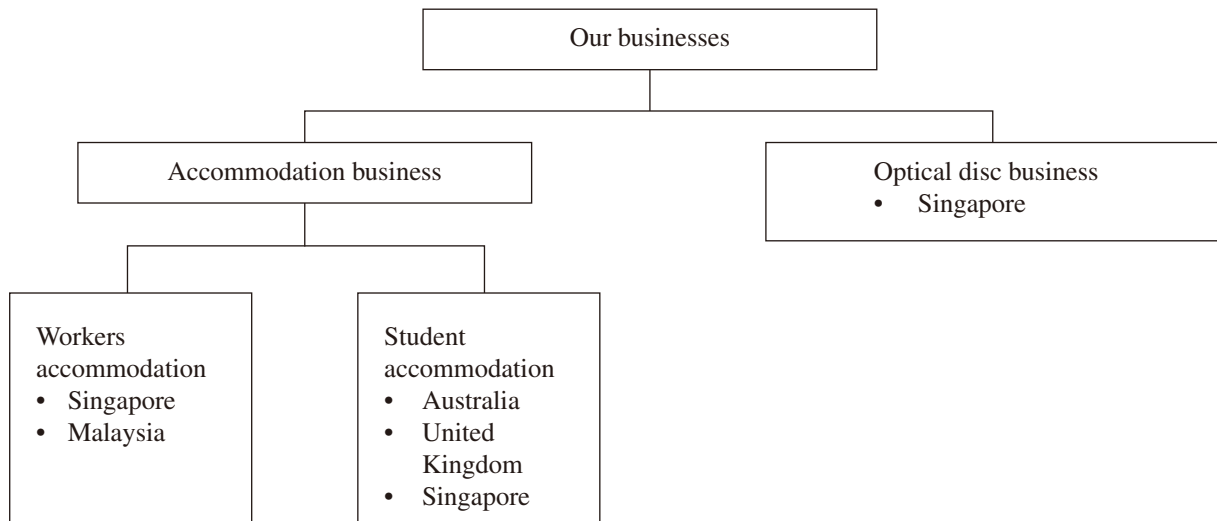 Our businesses
Accommodation business
Optical disc business
• Singapore
Workers
accommodation
• Singapore
• Malaysia
Student
accommodation
• Australia
• United
Kingdom
• Singapore